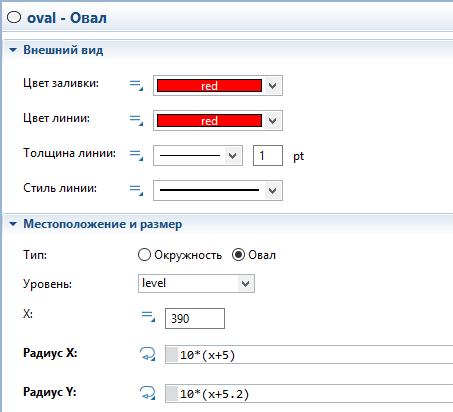 oval - Овал
Внешний вид
Цвет заливки: red
Цвет линии: red
Толщина линии: 1 pt
Стиль линии:
Местоположение и размер
Тип: Окружность Овал
Уровень: level
X: 390
Радиус X: 10*(x+5)
Радиус Y: 10*(x+5.2)